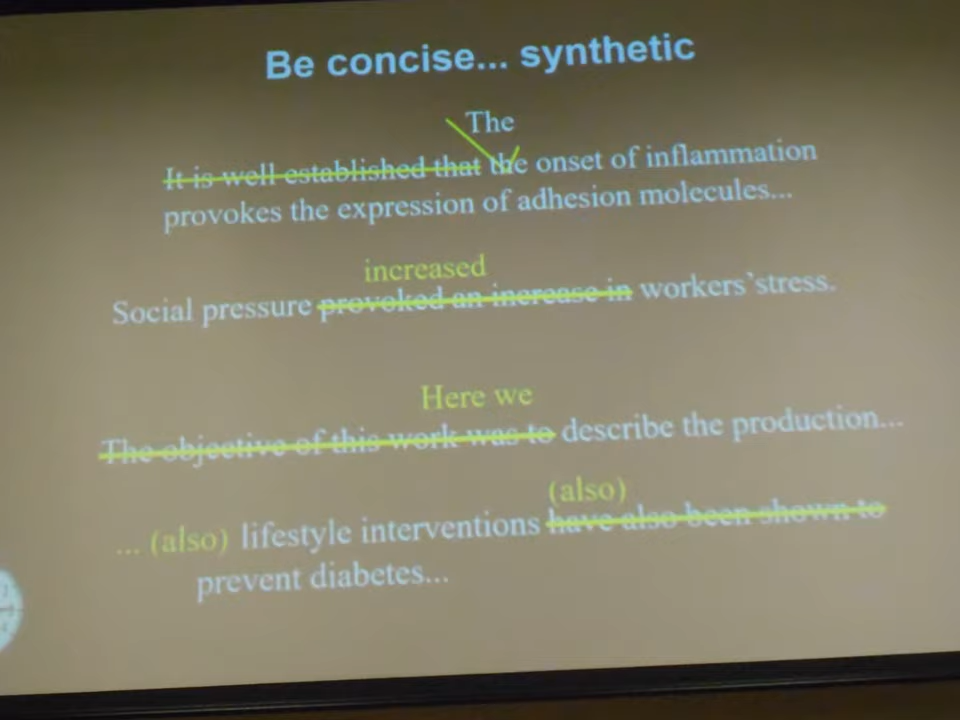 Be concise... synthetic
The
It is well established that the onset of inflammation
provokes the expression of adhesion molecules...
increased
Social pressure provoked an increase in workers'stress.
Here we
The objective of this work was to describe the production...
(also)
... (also) lifestyle interventions have also been shown to
prevent diabetes...